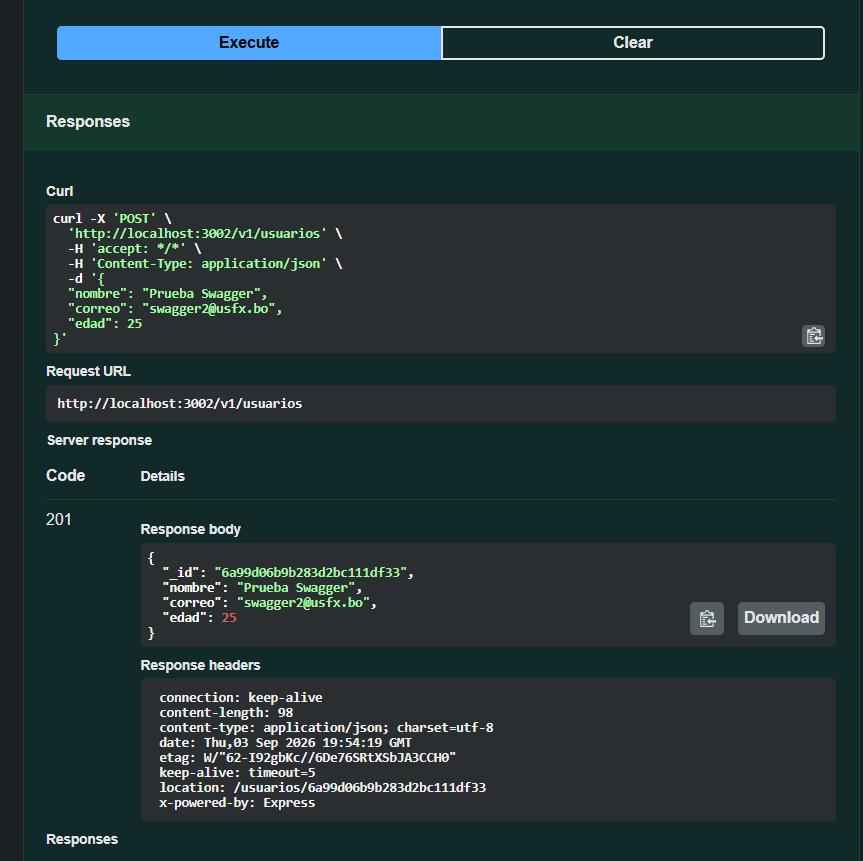 Execute
Clear
Responses
Curl
curl -X 'POST' \
  'http://localhost:3002/v1/usuarios' \
  -H 'accept: */*' \
  -H 'Content-Type: application/json' \
  -d '{
  "nombre": "Prueba Swagger",
  "correo": "swagger2@usfx.bo",
  "edad": 25
}'
Request URL
http://localhost:3002/v1/usuarios
Server response
Code
Details
201
Response body
{
  "_id": "6a99d06b9b283d2bc111df33",
  "nombre": "Prueba Swagger",
  "correo": "swagger2@usfx.bo",
  "edad": 25
}
Download
Response headers
connection: keep-alive
content-length: 98
content-type: application/json; charset=utf-8
date: Thu,03 Sep 2026 19:54:19 GMT
etag: W/"62-I92gbKc//6De76SRtXSbJA3CCH0"
keep-alive: timeout=5
location: /usuarios/6a99d06b9b283d2bc111df33
x-powered-by: Express
Responses